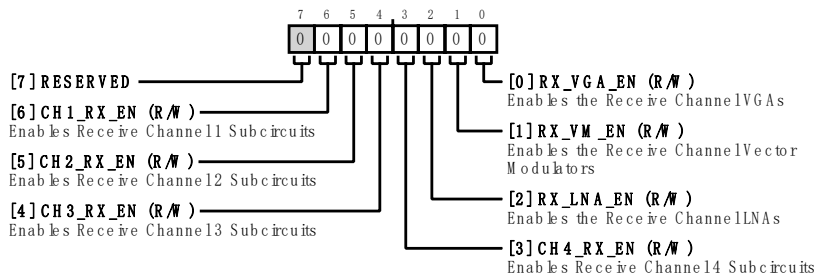 7 6 5 4 3 2 1 0
0 0 0 0 0 0 0 0
[7] RESERVED
[6] CH1_RX_EN (R/W)
Enables Receive Channel 1 Subcircuits
[5] CH2_RX_EN (R/W)
Enables Receive Channel 2 Subcircuits
[4] CH3_RX_EN (R/W)
Enables Receive Channel 3 Subcircuits
[0] RX_VGA_EN (R/W)
Enables the Receive Channel VGAs
[1] RX_VM_EN (R/W)
Enables the Receive Channel Vector
Modulators
[2] RX_LNA_EN (R/W)
Enables the Receive Channel LNAs
[3] CH4_RX_EN (R/W)
Enables Receive Channel 4 Subcircuits